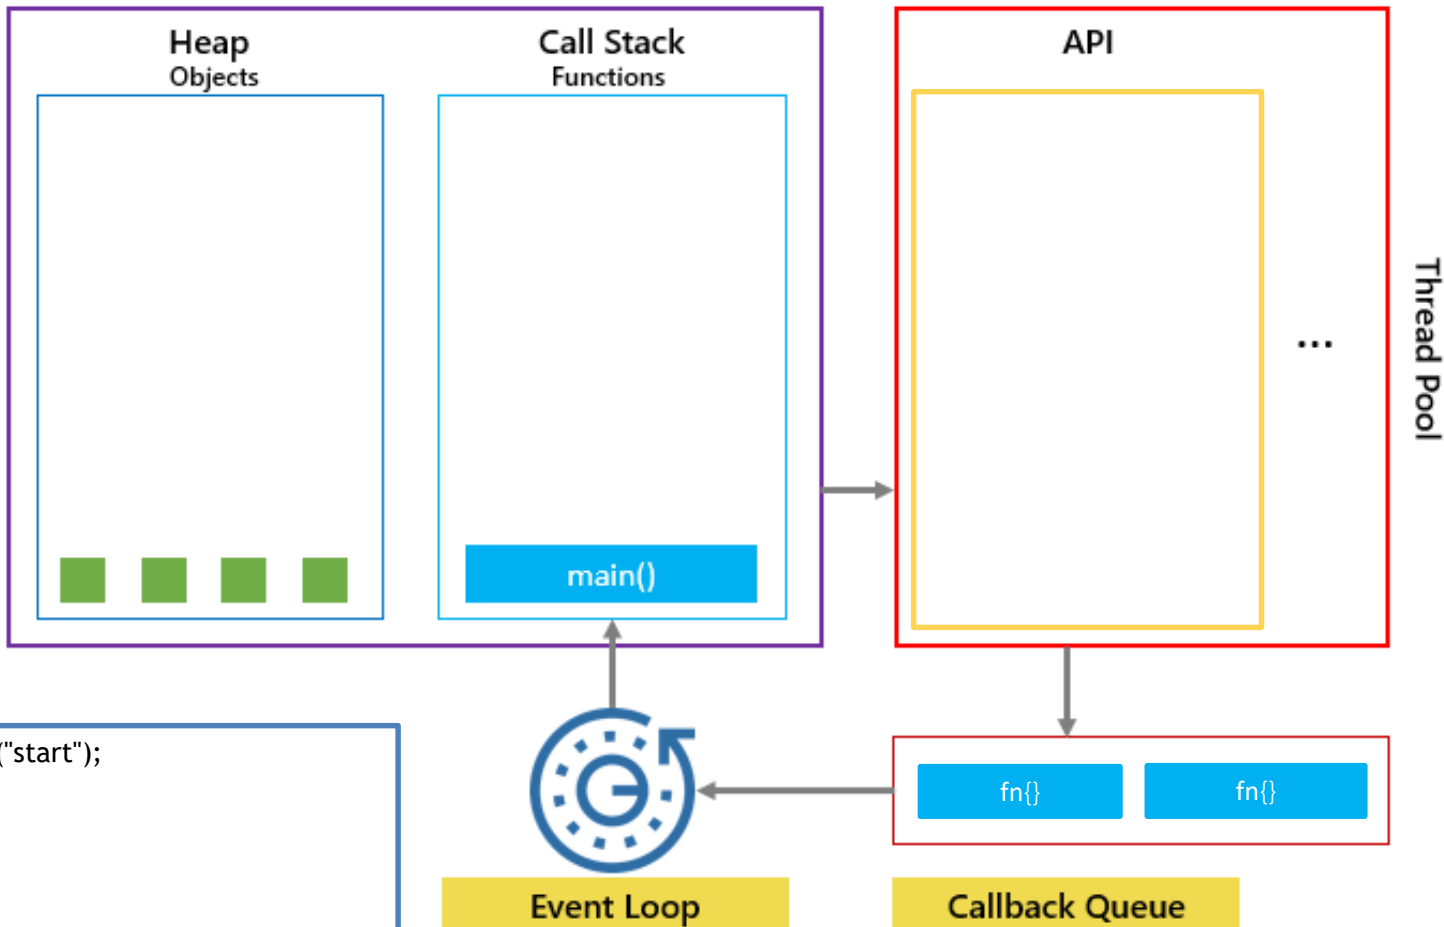 Heap
Objects
Call Stack
Functions
API
...
Thread Pool
main()
("start");
fn{}
fn{}
Event Loop
Callback Queue